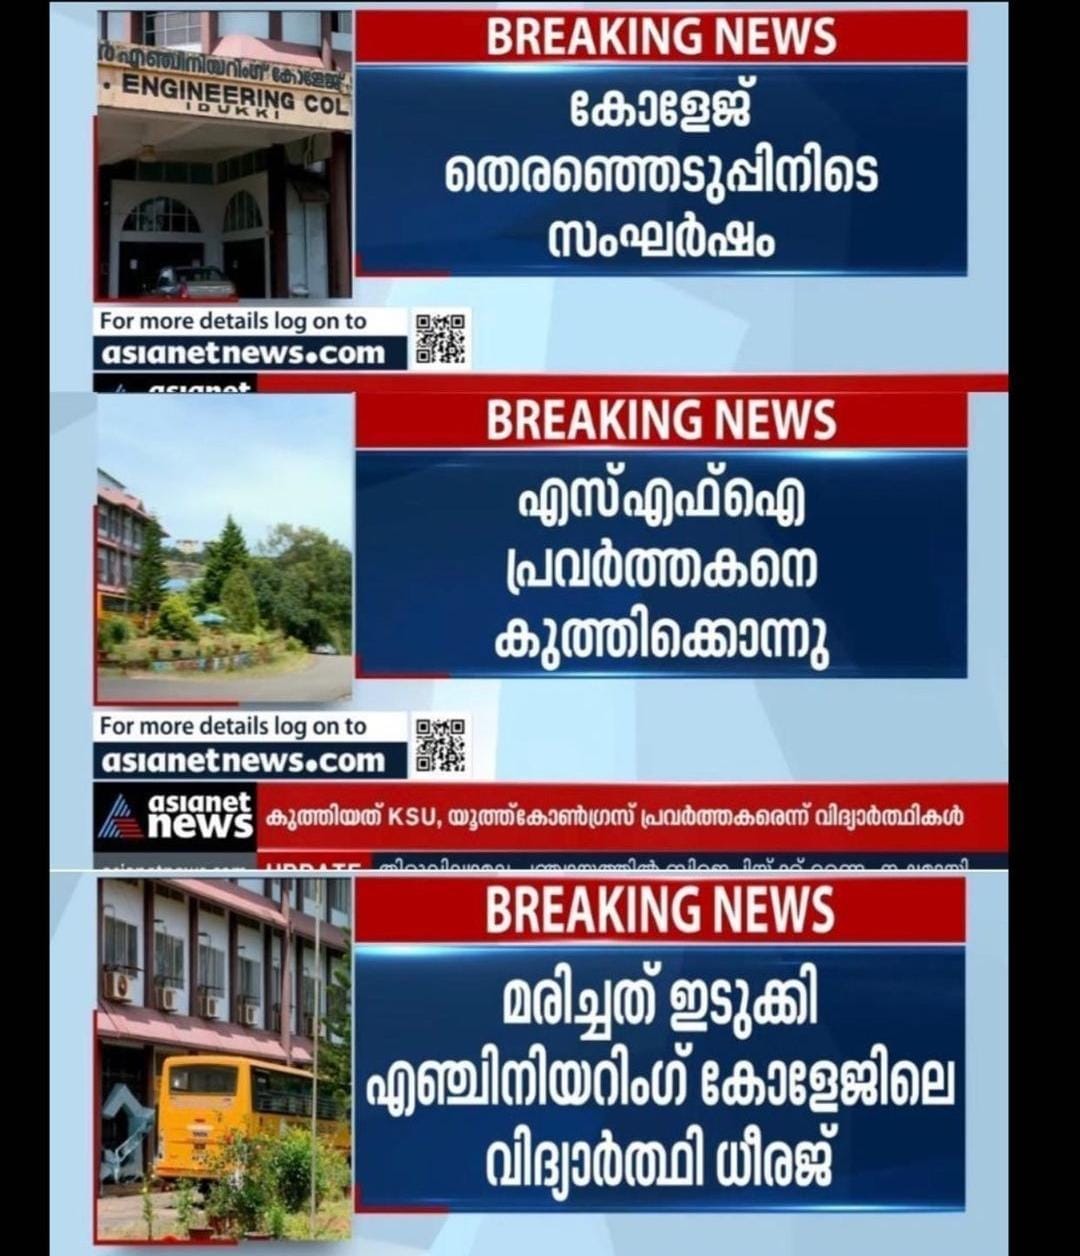 BREAKING NEWS
എഞ്ചിനിയറിംഗ് കോളേജ്
ENGINEERING COL
IDUKKI
കോളേജ്
തെരഞ്ഞെടുപ്പിനിടെ
സംഘർഷം
For more details log on to
asianetnews.com
asianet
BREAKING NEWS
എസ്എഫ്ഐ
പ്രവർത്തകനെ
കുത്തിക്കൊന്നു
For more details log on to
asianetnews.com
asianet
news
കുത്തിയത് KSU, യൂത്ത്കോൺഗ്രസ് പ്രവർത്തകരെന്ന് വിദ്യാർത്ഥികൾ
UPDATE
BREAKING NEWS
മരിച്ചത് ഇടുക്കി
എഞ്ചിനിയറിംഗ് കോളേജിലെ
വിദ്യാർത്ഥി ധീരജ്